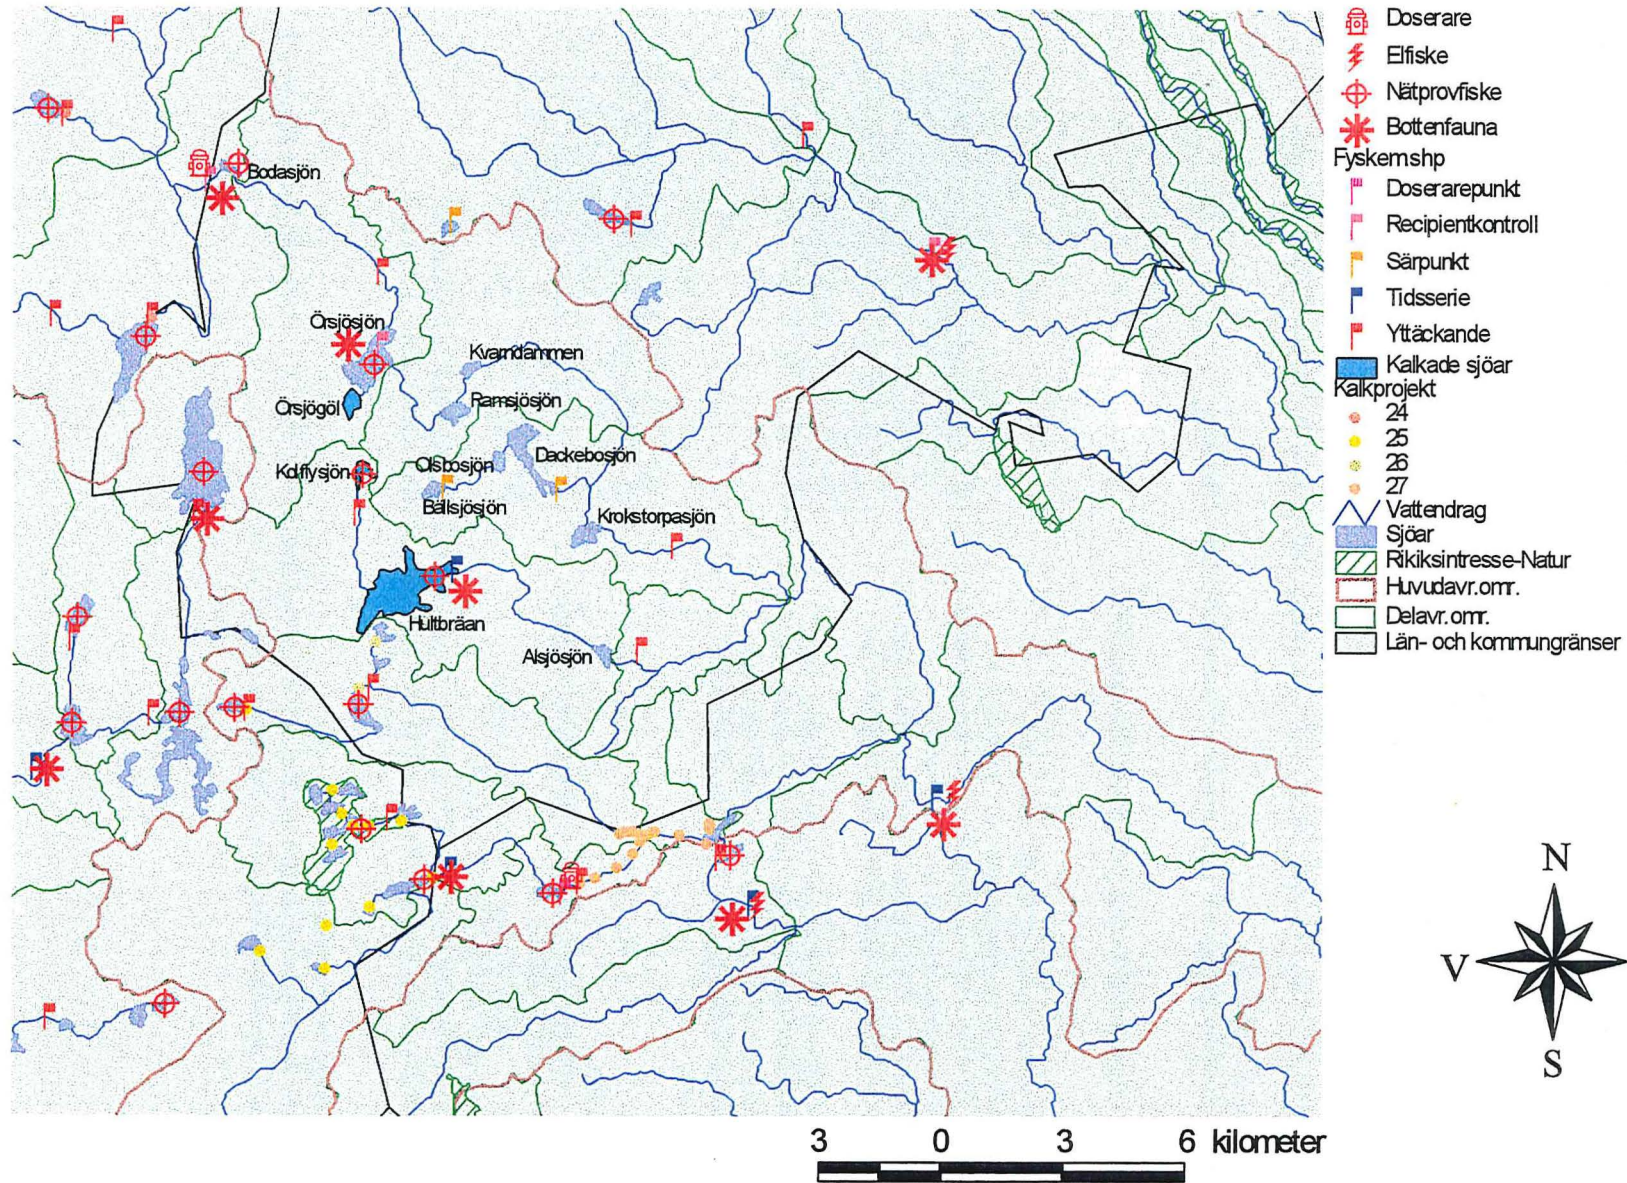 Bodasjön
Örsjösjön
Kvarndammen
Örsjögöl
Ramsjösjön
Kolflysjön
Olsbosjön
Dackebosjön
Bällsjösjön
Krokstorpasjön
Hultbräan
Alsjösjön
Doserare
Elfiske
Nätprovfiske
Bottenfauna
Fyskemshp
Doserarepunkt
Recipientkontroll
Särpunkt
Tidsserie
Yttäckande
Kalkade sjöar
Kalkprojekt
24
25
26
27
Vattendrag
Sjöar
Rikiksintresse-Natur
Huvudavr.omr.
Delavr.omr.
Län- och kommungränser
N
V
S
3 0 3 6 kilometer